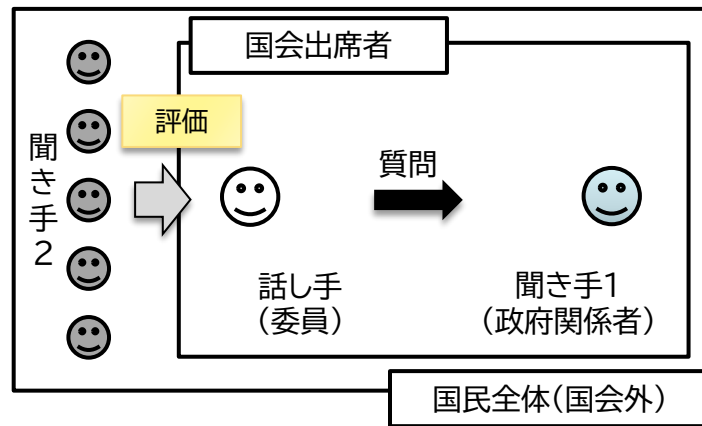 国会出席者
評価
質問
聞き手2
話し手
（委員）
聞き手1
（政府関係者）
国民全体（国会外）